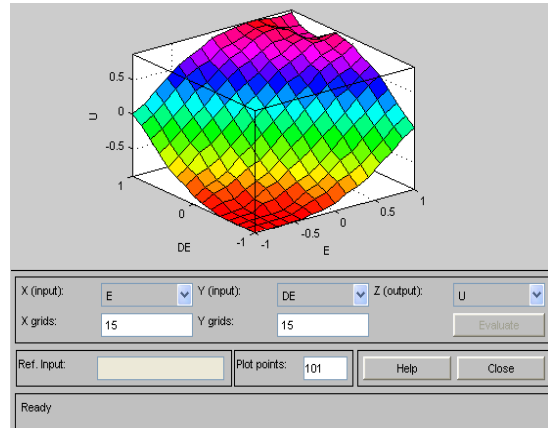 0.5
0
-0.5
U
1
0
-1
DE
-1
-0.5
0
0.5
1
E
X (input): E Y (input): DE Z (output): U
X grids: 15 Y grids: 15 Evaluate
Ref. Input: Plot points: 101 Help Close
Ready